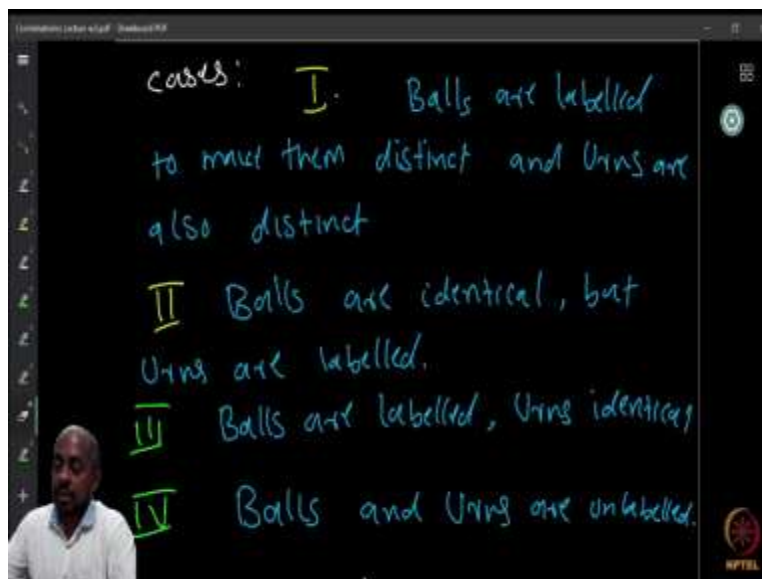 cases: I. Balls are labelled
to make them distinct and Urns are
also distinct
II Balls are identical, but
Urns are labelled.
III Balls are labelled, Urns identical
IV Balls and Urns are unlabelled.
NPTEL